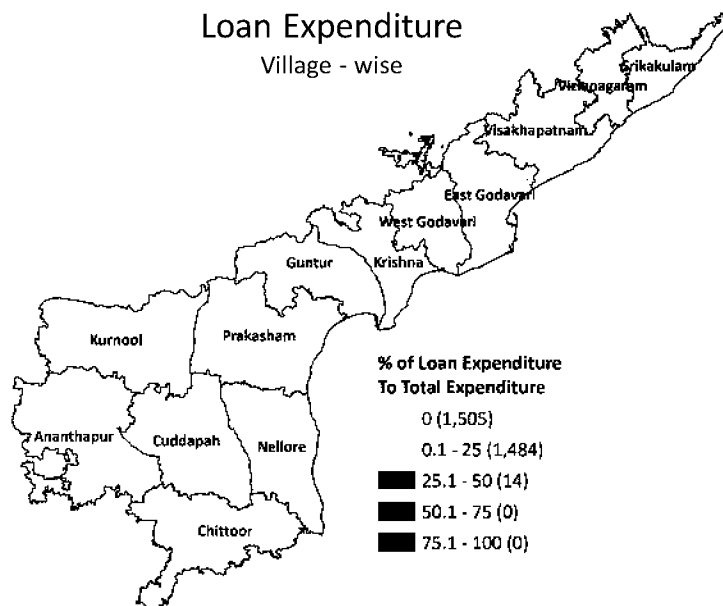 Loan Expenditure
Village - wise
Srikakulam
Vizianagaram
Visakhapatnam
East Godavari
West Godavari
Krishna
Guntur
Prakasham
Kurnool
Ananthapur
Cuddapah
Nellore
Chittoor
% of Loan Expenditure
To Total Expenditure
0 (1,505)
0.1 - 25 (1,484)
25.1 - 50 (14)
50.1 - 75 (0)
75.1 - 100 (0)